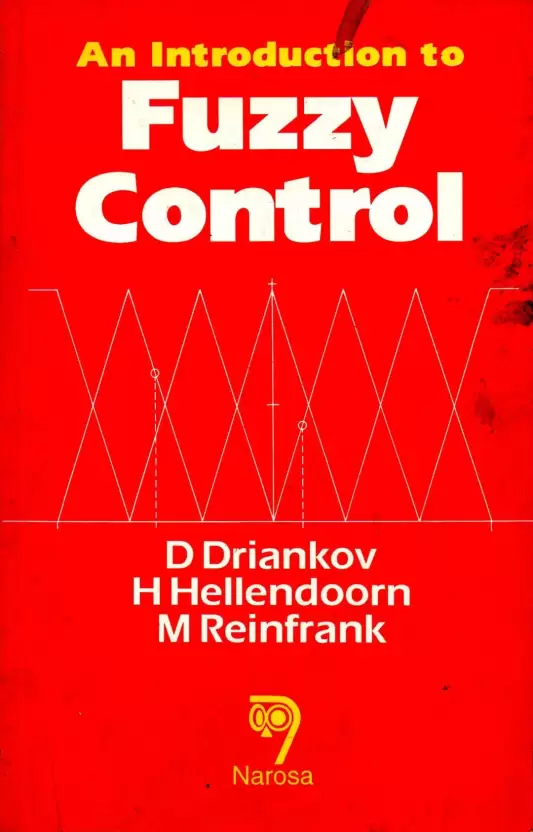 An Introduction to
Fuzzy
Control
D Driankov
H Hellendoorn
M Reinfrank
Narosa